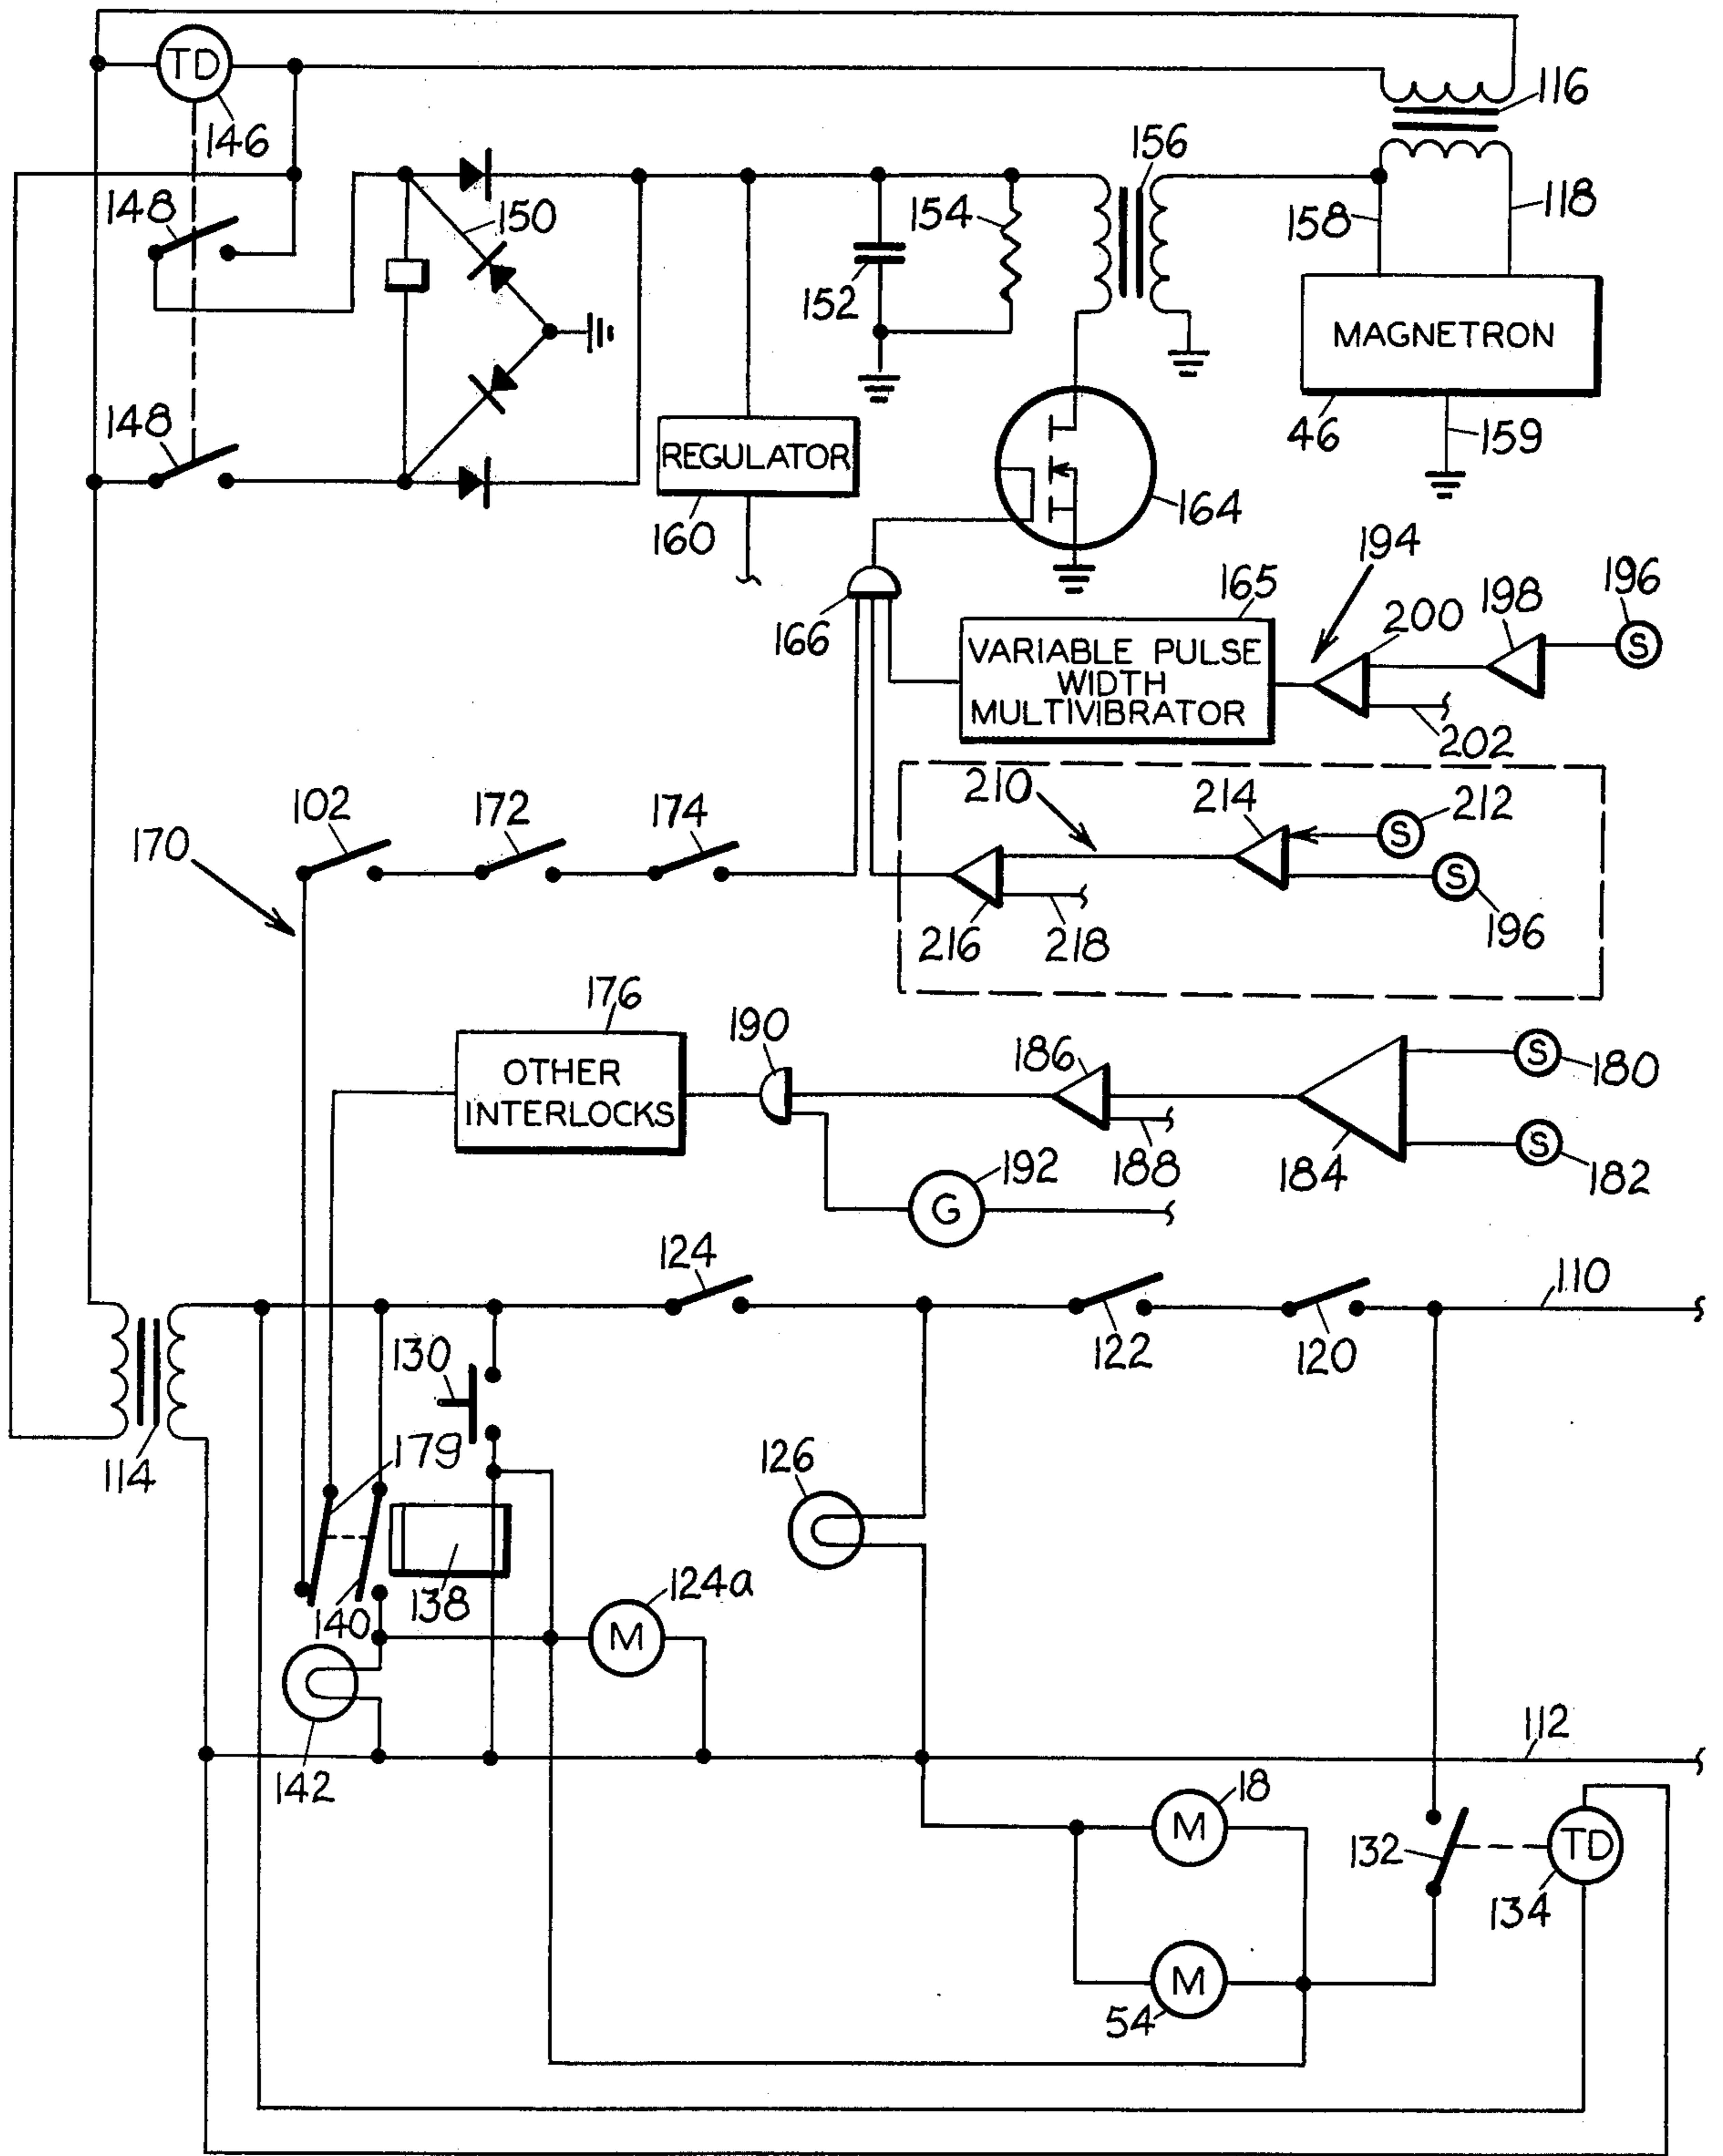 TD
146
116
156
148
150
154
158
118
152
MAGNETRON
148
REGULATOR
46
159
160
164
194
165
196
166
200
198
S
VARIABLE PULSE
WIDTH
MULTIVIBRATOR
202
102
172
174
210
214
S
212
170
S
216
218
196
176
190
186
S
180
OTHER
INTERLOCKS
188
184
S
182
192
G
124
110
122
120
130
179
114
126
138
124a
140
M
142
112
18
M
132
TD
134
M
54